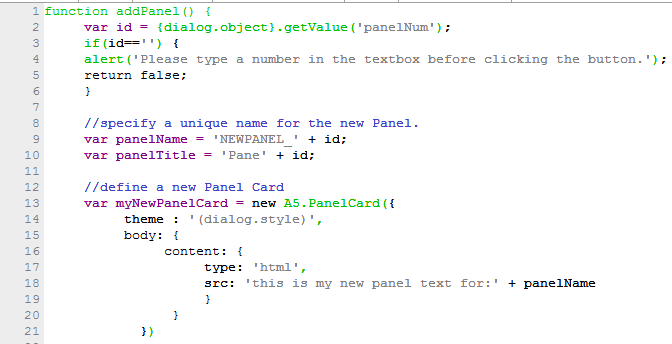 1 function addPanel() {
2 var id = {dialog.object}.getValue('panelNum');
3 if(id=='') {
4 alert('Please type a number in the textbox before clicking the button.');
5 return false;
6 }
7
8 //specify a unique name for the new Panel.
9 var panelName = 'NEWPANEL_' + id;
10 var panelTitle = 'Pane' + id;
11
12 //define a new Panel Card
13 var myNewPanelCard = new A5.PanelCard({
14 theme : '(dialog.style)',
15 body: {
16 content: {
17 type: 'html',
18 src: 'this is my new panel text for:' + panelName
19 }
20 }
21 })